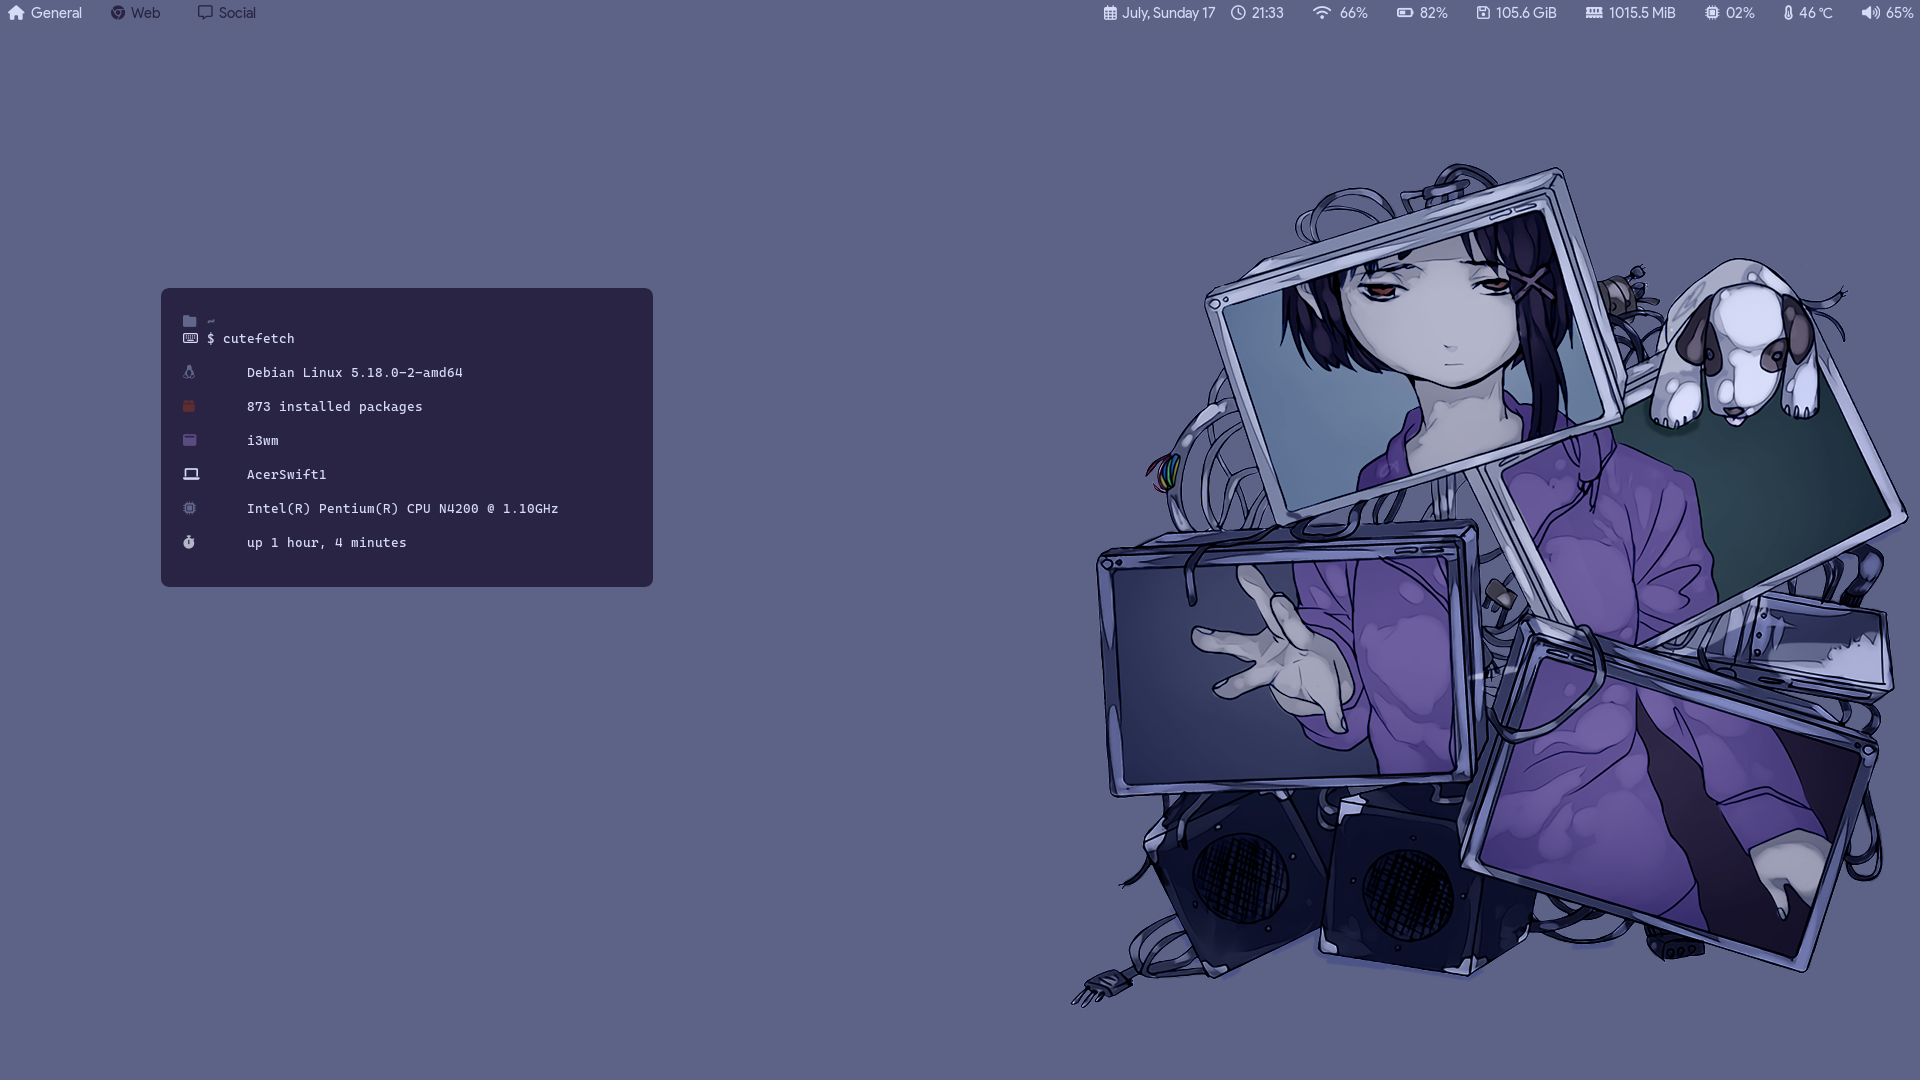 General Web Social July, Sunday 17 21:33 66% 82% 105.6 GiB 1015.5 MiB 02% 46 °C 65%
~
$ cutefetch
Debian Linux 5.18.0-2-amd64
873 installed packages
i3wm
AcerSwift1
Intel(R) Pentium(R) CPU N4200 @ 1.10GHz
up 1 hour, 4 minutes